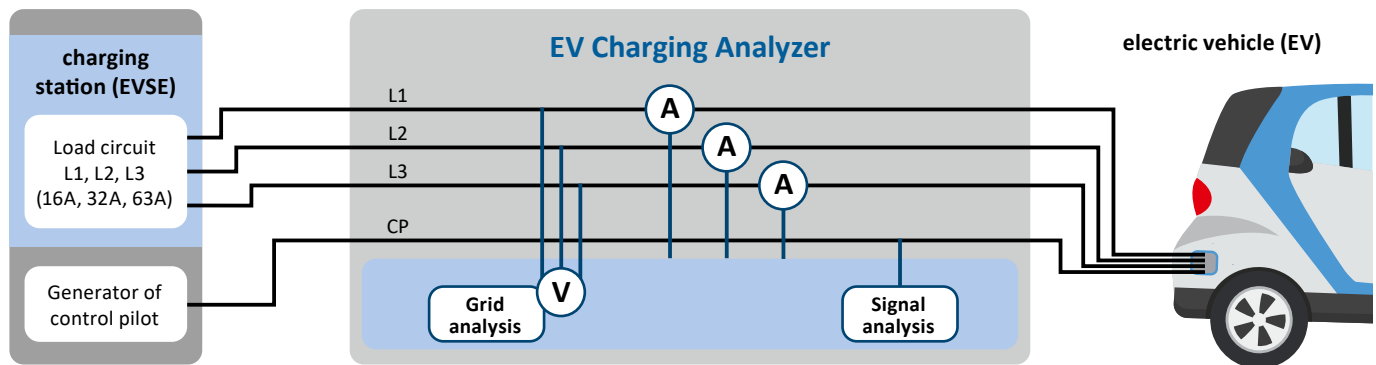 charging
station (EVSE)
Load circuit
L1, L2, L3
(16A, 32A, 63A)
Generator of
control pilot
EV Charging Analyzer
L1
A
L2
A
L3
A
CP
V
Grid
analysis
Signal
analysis
electric vehicle (EV)